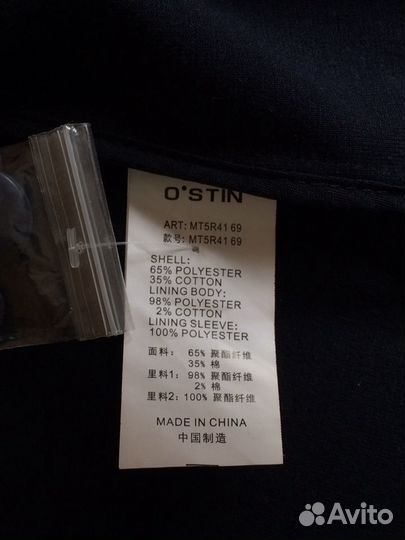 O'STIN
ART: MT5R41 69
款号: MT5R41 69
SHELL:
65% POLYESTER
35% COTTON
LINING BODY:
98% POLYESTER
2% COTTON
LINING SLEEVE:
100% POLYESTER
面料: 65% 聚酯纤维
35% 棉
里料1: 98% 聚酯纤维
2% 棉
里料2: 100% 聚酯纤维
MADE IN CHINA
中国制造
Avito